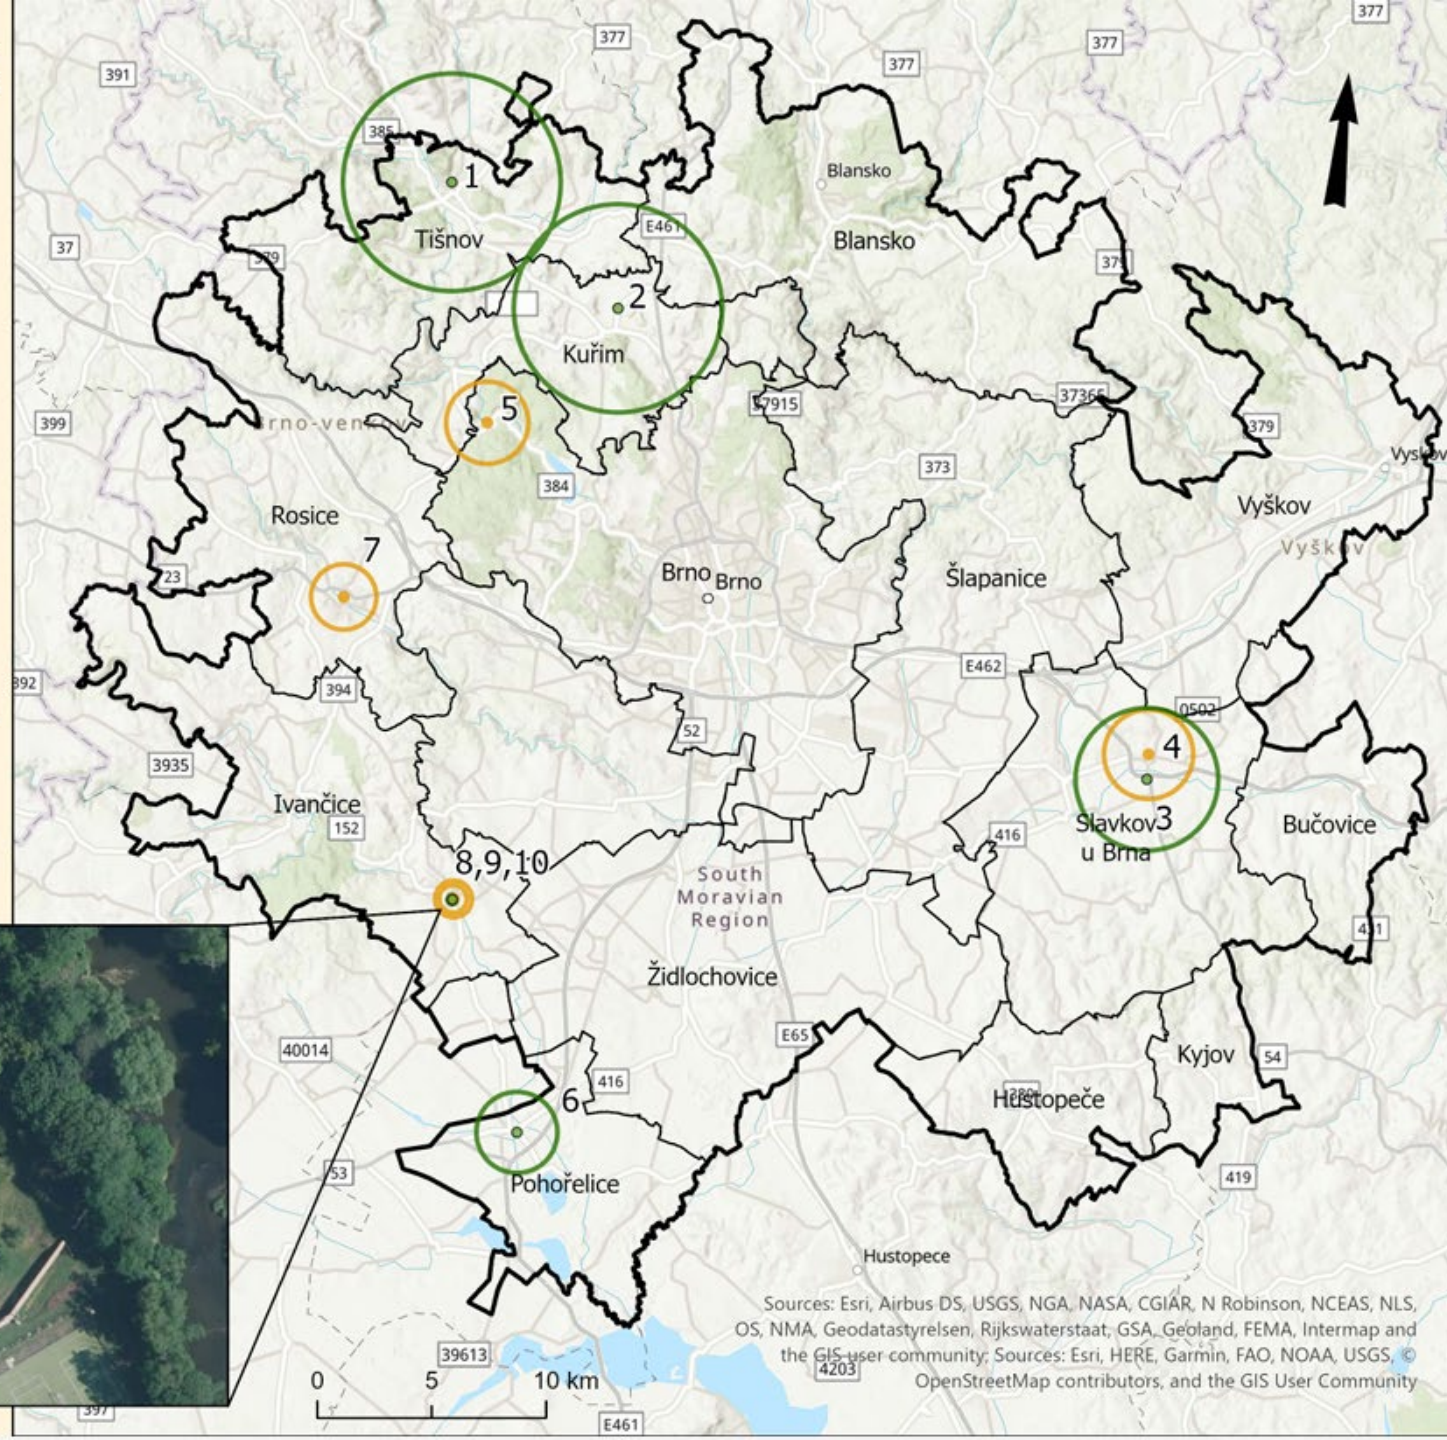 377
377
391
377
377
385
1
Blansko
E461
Tišnov
Blansko
37
379
379
2
Kuřim
37365
37915
5
399
379
Vyškov
373
384
Vyškov
Rosice
7
Vyškov
23
Brno
Brno
Šlapanice
E462
392
394
0502
52
4
3935
Ivančice
152
Slavkov
3
u Brna
416
Bučovice
8,9,10
South
Moravian
Region
Židlochovice
E65
40014
Kyjov
54
416
6
Hustopeče
53
419
Pohořelice
Hustopece
Sources: Esri, Airbus DS, USGS, NGA, NASA, CGIAR, N Robinson, NCEAS, NLS,
OS, NMA, Geodatastyrelsen, Rijkswaterstaat, GSA, Geoland, FEMA, Intermap and
the GIS user community; Sources: Esri, HERE, Garmin, FAO, NOAA, USGS, ©
OpenStreetMap contributors, and the GIS User Community
39613
4203
0 5 10 km
397
E461